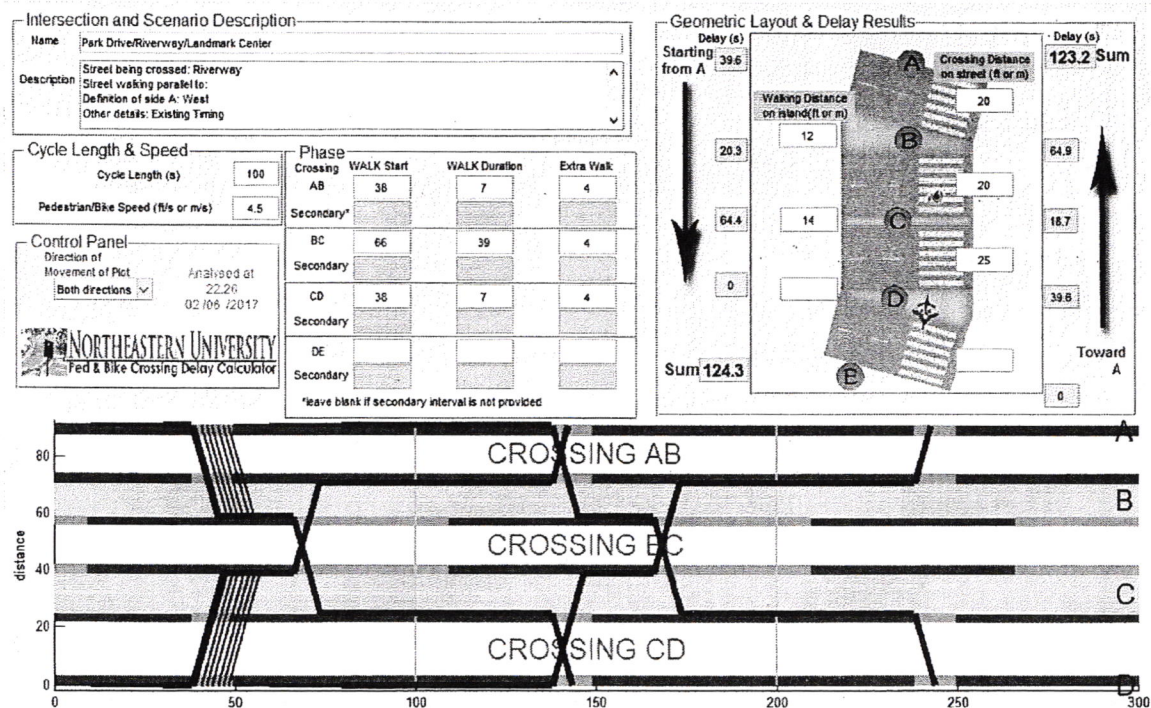 Intersection and Scenario Description
Name Park Drive/Riverway/Landmark Center
Description Street being crossed: Riverway
Street walking parallel to:
Definition of side A: West
Other details: Existing Timing
Cycle Length & Speed
Cycle Length (s) 100
Pedestrian/Bike Speed (ft/s or m/s) 4.5
Control Panel
Direction of
Movement of Plot
Both directions
Analysed at
22:26
02/06 /2017
NORTHEASTERN UNIVERSITY
Ped & Bike Crossing Delay Calculator
Phase
Crossing WALK Start WALK Duration Extra Walk
AB 38 7 4
Secondary*
BC 66 39 4
Secondary
CD 38 7 4
Secondary
DE
Secondary
*leave blank if secondary interval is not provided
Geometric Layout & Delay Results
Delay (s)
Starting
from A
39.6
20.3
64.4
0
Sum 124.3
Walking Distance
on island(ft or m)
12
14
A
B
C
D
E
Crossing Distance
on street (ft or m)
20
20
25
Delay (s)
123.2 Sum
64.9
18.7
39.6
0
Toward
A
distance
80
60
40
20
0
CROSSING AB
CROSSING BC
CROSSING CD
A
B
C
D
0 50 100 150 200 250 300